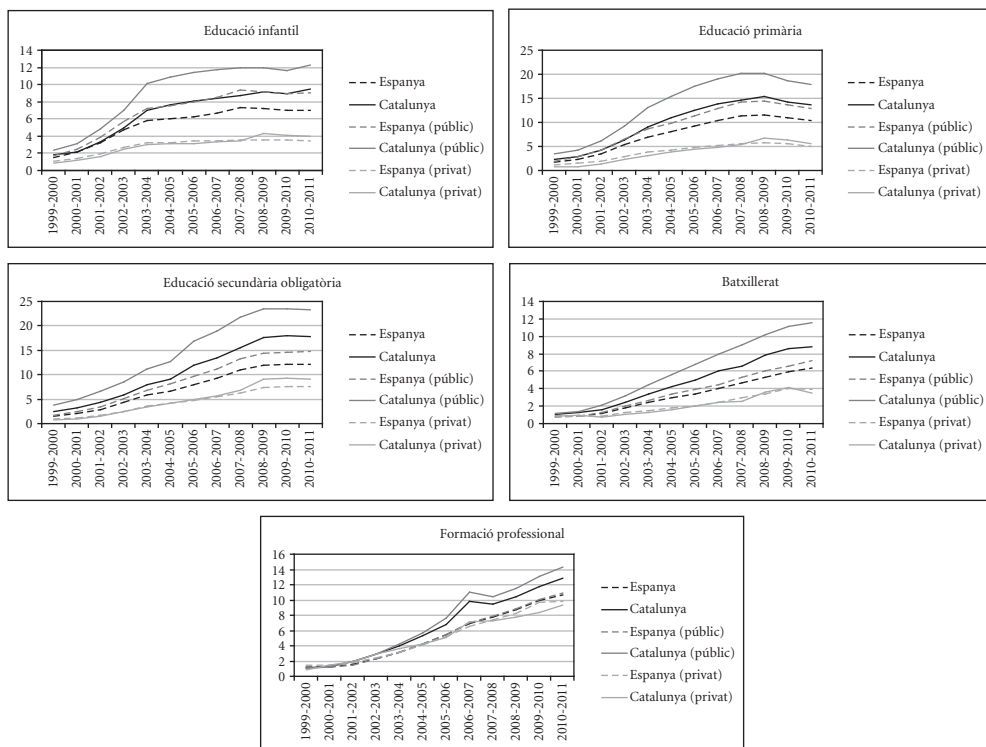 Educació infantil
14
12
10
8
6
4
2
0
1999-2000
2000-2001
2001-2002
2002-2003
2003-2004
2004-2005
2005-2006
2006-2007
2007-2008
2008-2009
2009-2010
2010-2011
Espanya
Catalunya
Espanya (públic)
Catalunya (públic)
Espanya (privat)
Catalunya (privat)
Educació primària
25
20
15
10
5
0
1999-2000
2000-2001
2001-2002
2002-2003
2003-2004
2004-2005
2005-2006
2006-2007
2007-2008
2008-2009
2009-2010
2010-2011
Espanya
Catalunya
Espanya (públic)
Catalunya (públic)
Espanya (privat)
Catalunya (privat)
Educació secundària obligatòria
25
20
15
10
5
0
1999-2000
2000-2001
2001-2002
2002-2003
2003-2004
2004-2005
2005-2006
2006-2007
2007-2008
2008-2009
2009-2010
2010-2011
Espanya
Catalunya
Espanya (públic)
Catalunya (públic)
Espanya (privat)
Catalunya (privat)
Batxillerat
14
12
10
8
6
4
2
0
1999-2000
2000-2001
2001-2002
2002-2003
2003-2004
2004-2005
2005-2006
2006-2007
2007-2008
2008-2009
2009-2010
2010-2011
Espanya
Catalunya
Espanya (públic)
Catalunya (públic)
Espanya (privat)
Catalunya (privat)
Formació professional
16
14
12
10
8
6
4
2
0
1999-2000
2000-2001
2001-2002
2002-2003
2003-2004
2004-2005
2005-2006
2006-2007
2007-2008
2008-2009
2009-2010
2010-2011
Espanya
Catalunya
Espanya (públic)
Catalunya (públic)
Espanya (privat)
Catalunya (privat)